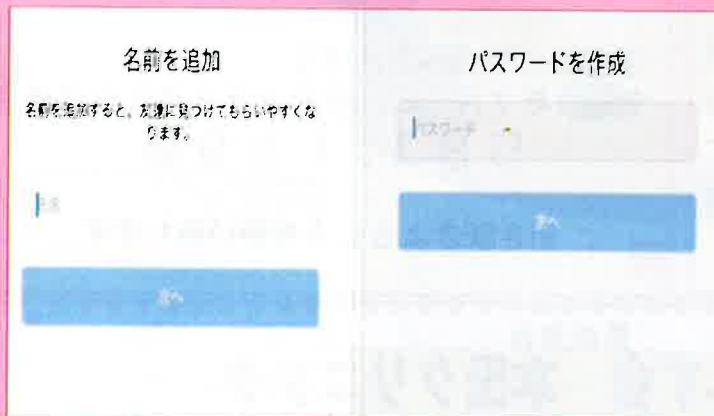 名前を追加
名前を追加すると、友達に見つけてもらいやすくな
ります。
氏名
次へ
パスワードを作成
パスワード
次へ